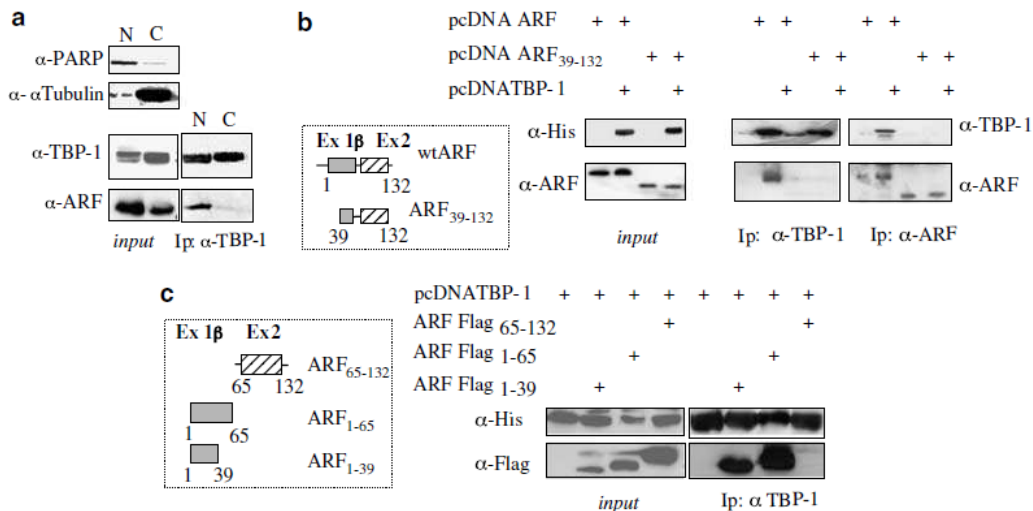 a
N C
α-PARP
α- αTubulin
N C
α-TBP-1
α-ARF
input Ip: α-TBP-1
b
pcDNA ARF + + + + + +
pcDNA ARF39-132 + + + + + +
pcDNATBP-1 + + + + + +
Ex 1β Ex2
wtARF
1 132
ARF39-132
39 132
α-His
α-ARF
α-TBP-1
α-ARF
input Ip: α-TBP-1 Ip: α-ARF
c
pcDNATBP-1 + + + + + + + +
ARF Flag 65-132 + +
ARF Flag 1-65 + +
ARF Flag 1-39 + +
Ex 1β Ex2
65 132 ARF65-132
1 65 ARF1-65
1 39 ARF1-39
α-His
α-Flag
input Ip: α TBP-1